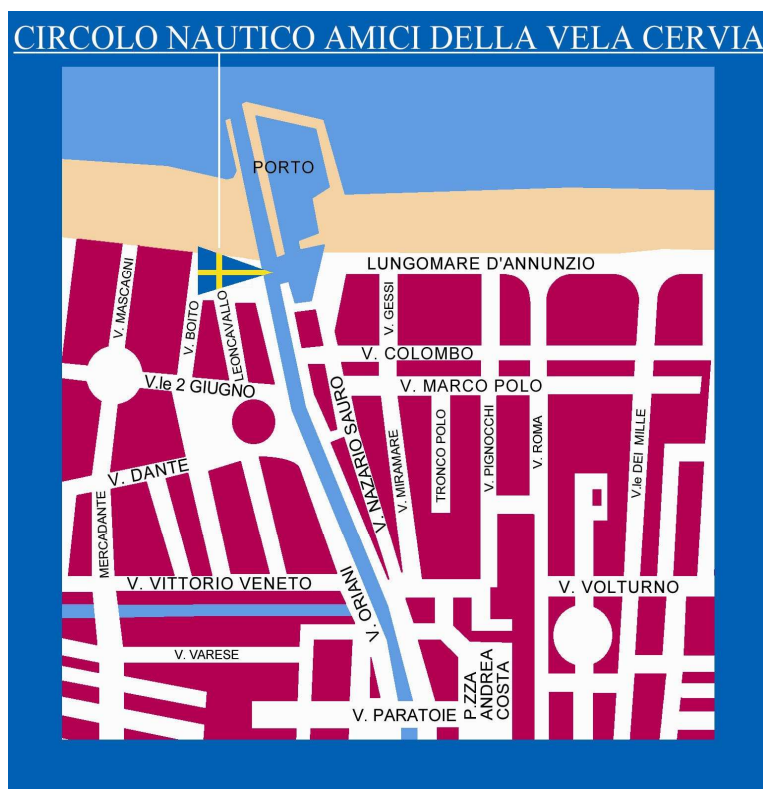 CIRCOLO NAUTICO AMICI DELLA VELA CERVIA
PORTO
LUNGOMARE D'ANNUNZIO
V. MASCAGNI
V. BOITO
LEONCAVALLO
V. GESSI
V. COLOMBO
V.le 2 GIUGNO
V. MARCO POLO
V. NAZARIO SAURO
V. MIRAMARE
TRONCO POLO
V. PIGNOCCHI
V. ROMA
V.le DEI MILLE
V. DANTE
MERCADANTE
V. VITTORIO VENETO
V. ORIANI
V. VOLTURNO
V. VARESE
P.ZZA
ANDREA
COSTA
V. PARATOIE